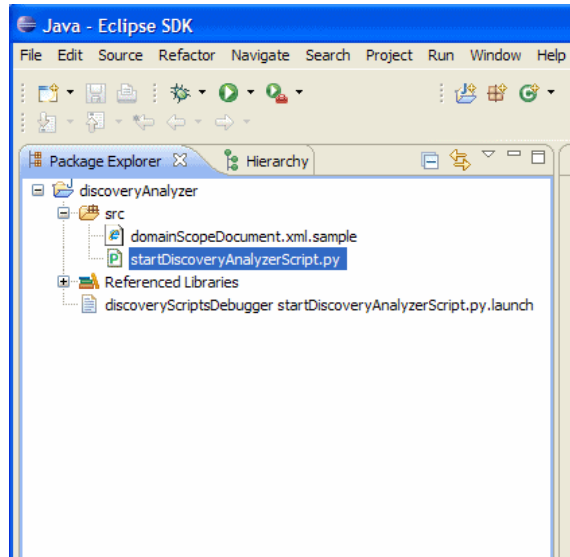 Java - Eclipse SDK
File Edit Source Refactor Navigate Search Project Run Window Help
Package Explorer Hierarchy
discoveryAnalyzer
src
domainScopeDocument.xml.sample
startDiscoveryAnalyzerScript.py
Referenced Libraries
discoveryScriptsDebugger startDiscoveryAnalyzerScript.py.launch